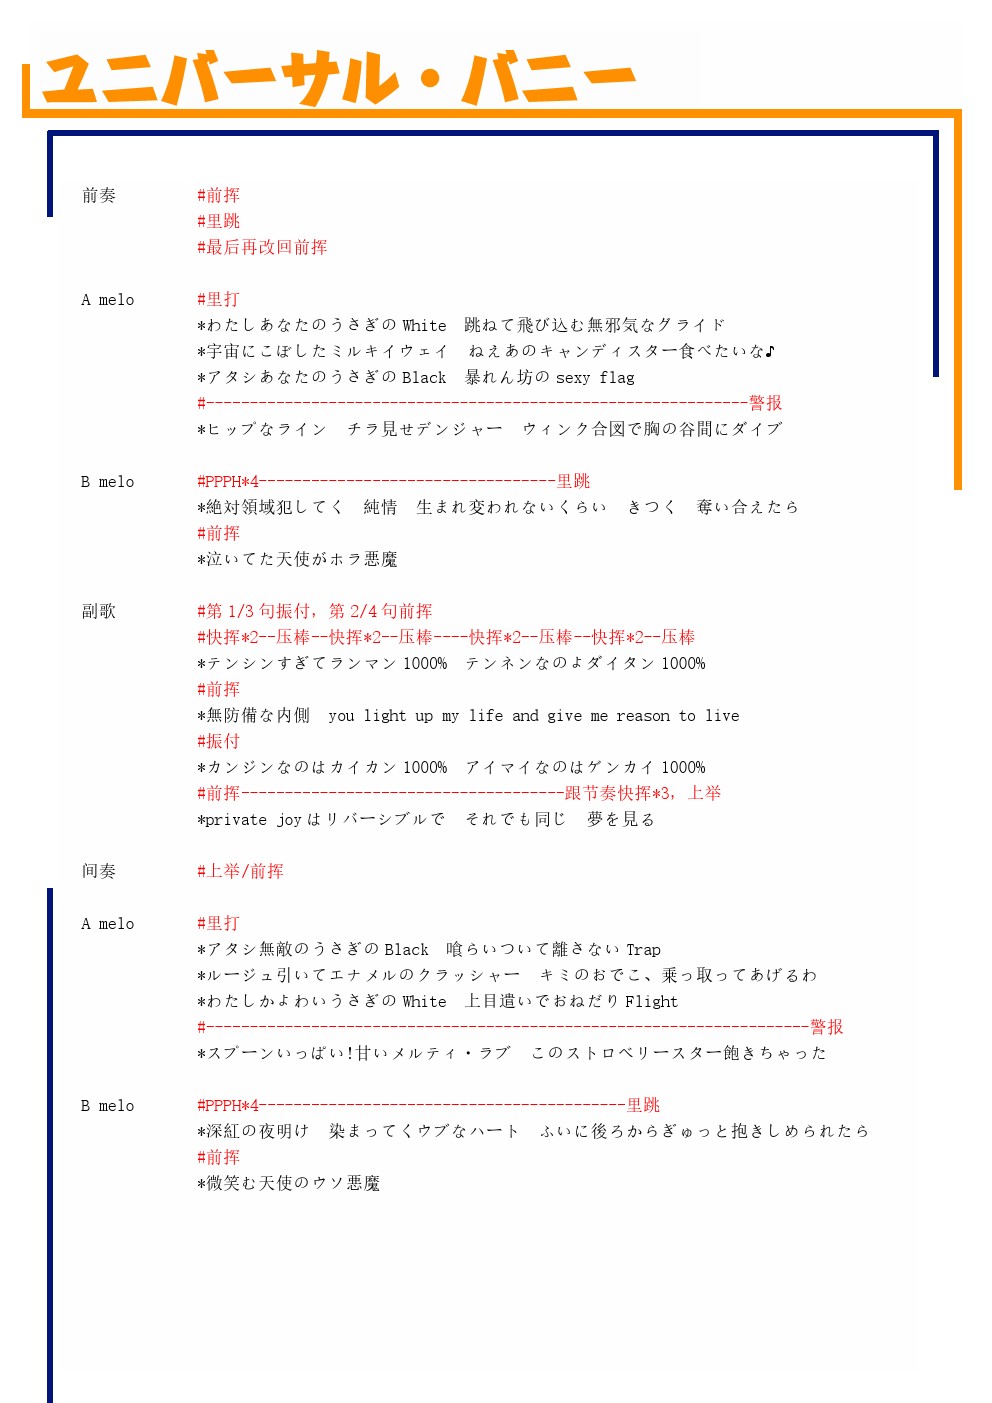 ユニバーサル・バニー
前奏 #前挥
#里跳
#最后再改回前挥
A melo #里打
*わたしあなたのうさぎの White　跳ねて飛び込む無邪気なグライド
*宇宙にこぼしたミルキイウェイ　ねえあのキャンディスター食べたいな♪
*アタシあなたのうさぎの Black　暴れん坊の sexy flag
#--------------------------------------------------------------警报
*ヒップなライン　チラ見せデンジャー　ウィンク合図で胸の谷間にダイブ
B melo #PPPH*4----------------------------------里跳
*絶対領域犯してく　純情　生まれ変われないくらい　きつく　奪い合えたら
#前挥
*泣いてた天使がホラ悪魔
副歌 #第 1/3 句振付, 第 2/4 句前挥
#快挥*2--压棒--快挥*2--压棒----快挥*2--压棒--快挥*2--压棒
*テンシンすぎてランマン 1000%　テンネンなのよダイタン 1000%
#前挥
*無防備な内側　you light up my life and give me reason to live
#振付
*カンジンなのはカイカン 1000%　アイマイなのはゲンカイ 1000%
#前挥-------------------------------------跟节奏快挥*3, 上举
*private joy はリバーシブルで　それでも同じ　夢を見る
间奏 #上举/前挥
A melo #里打
*アタシ無敵のうさぎの Black　喰らいついて離さない Trap
*ルージュ引いてエナメルのクラッシャー　キミのおでこ、乗っ取ってあげるわ
*わたしかよわいうさぎの White　上目遣いでおねだり Flight
#---------------------------------------------------------------------警报
*スプーンいっぱい!甘いメルティ・ラブ　このストロベリースター飽きちゃった
B melo #PPPH*4------------------------------------------里跳
*深紅の夜明け　染まってくウブなハート　ふいに後ろからぎゅっと抱きしめられたら
#前挥
*微笑む天使のウソ悪魔